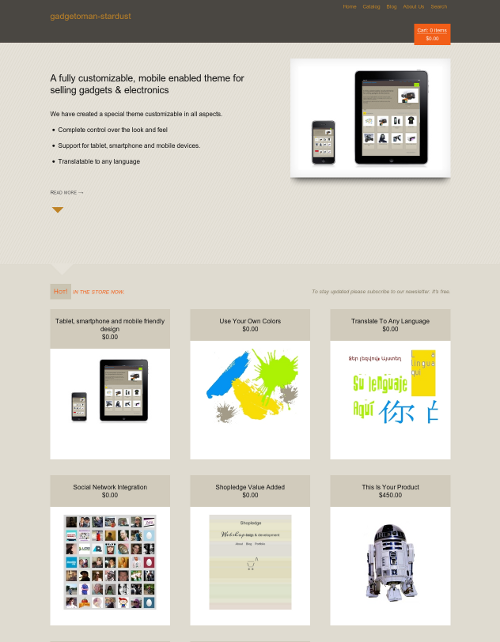 Home Catalog Blog About Us Search
gadgetoman-stardust
Cart: 0 items
$0.00
A fully customizable, mobile enabled theme for
selling gadgets & electronics
We have created a special theme customizable in all aspects.
Complete control over the look and feel
Support for tablet, smartphone and mobile devices.
Translatable to any language
READ MORE →
Hot! IN THE STORE NOW.
To stay updated please subscribe to our newsletter. It's free.
Tablet, smartphone and mobile friendly
design
$0.00
Use Your Own Colors
$0.00
Translate To Any Language
$0.00
Su lenguaje
Aquí
你
Social Network Integration
$0.00
Shopledge Value Added
$0.00
Shopledge
About Blog Portfolio
This Is Your Product
$450.00